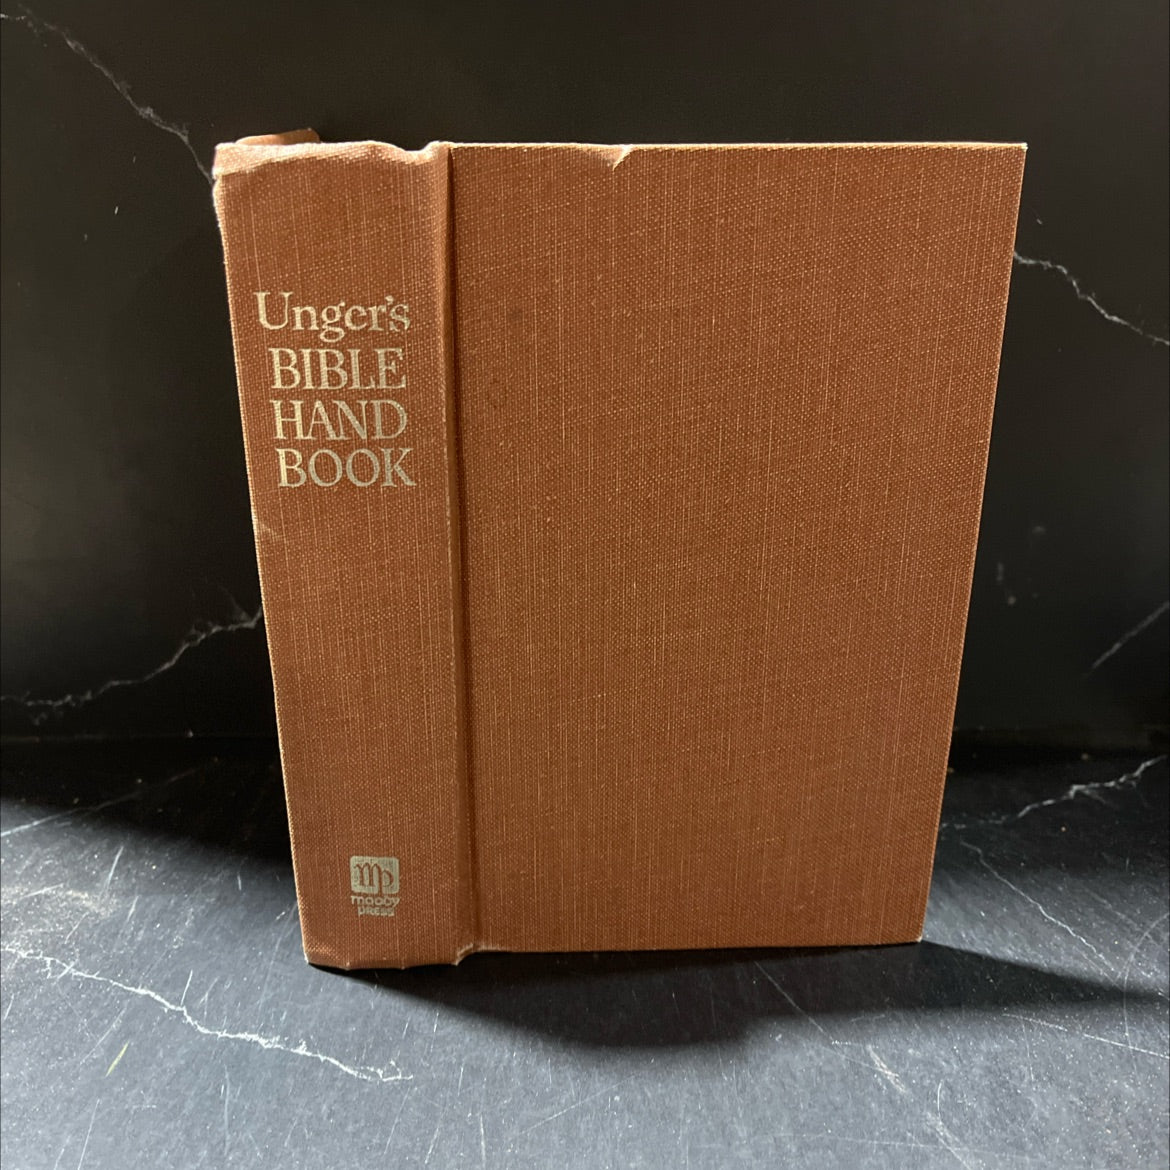 Unger's
BIBLE
HAND
BOOK
mp
moody
press